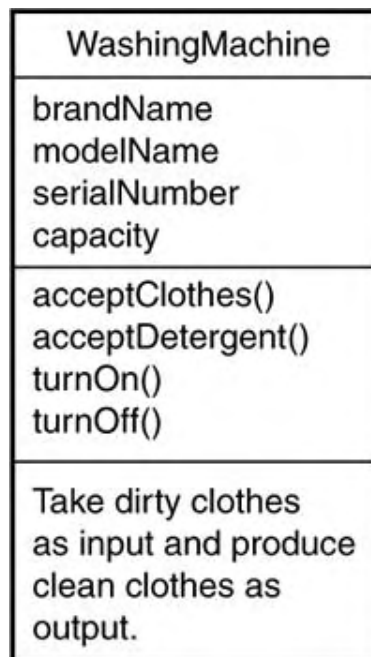 WashingMachine
brandName
modelName
serialNumber
capacity
acceptClothes()
acceptDetergent()
turnOn()
turnOff()
Take dirty clothes
as input and produce
clean clothes as
output.